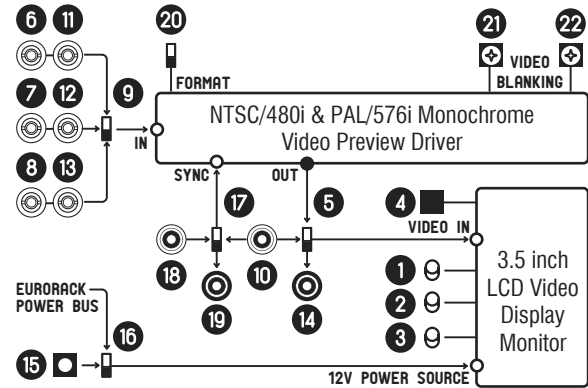 6 11 20 21 22
FORMAT
VIDEO
BLANKING
7 12 9
IN
NTSC/480i & PAL/576i Monochrome
Video Preview Driver
8 13
SYNC
OUT
17 5 4
VIDEO IN
18 10
1
2
3
3.5 inch
LCD Video
Display
Monitor
19 14
EURORACK
POWER BUS
16
15
12V POWER SOURCE